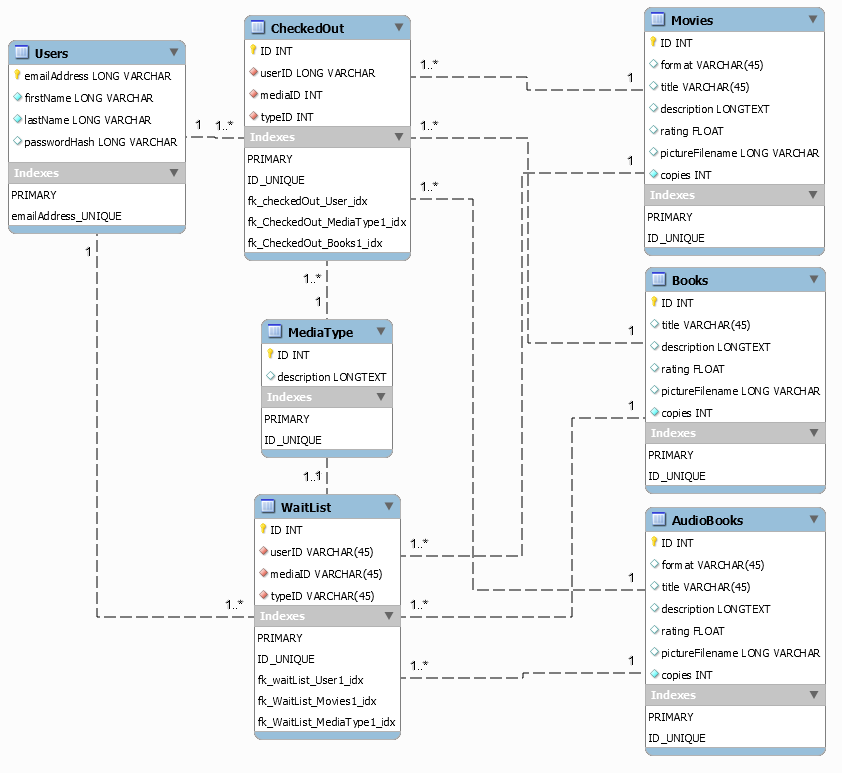 Users
emailAddress LONG VARCHAR
firstName LONG VARCHAR
lastName LONG VARCHAR
passwordHash LONG VARCHAR
Indexes
PRIMARY
emailAddress_UNIQUE
1
1..*
1
1..*
CheckedOut
ID INT
userID LONG VARCHAR
mediaID INT
typeID INT
Indexes
PRIMARY
ID_UNIQUE
fk_checkedOut_User_idx
fk_CheckedOut_MediaType1_idx
fk_CheckedOut_Books1_idx
1..*
1..*
1..*
1..*
1
MediaType
ID INT
description LONGTEXT
Indexes
PRIMARY
ID_UNIQUE
1..1
WaitList
ID INT
userID VARCHAR(45)
mediaID VARCHAR(45)
typeID VARCHAR(45)
Indexes
PRIMARY
ID_UNIQUE
fk_waitList_User1_idx
fk_WaitList_Movies1_idx
fk_WaitList_MediaType1_idx
1..*
1..*
1..*
1
1
Movies
ID INT
format VARCHAR(45)
title VARCHAR(45)
description LONGTEXT
rating FLOAT
pictureFilename LONG VARCHAR
copies INT
Indexes
PRIMARY
ID_UNIQUE
1
1
Books
ID INT
title VARCHAR(45)
description LONGTEXT
rating FLOAT
pictureFilename LONG VARCHAR
copies INT
Indexes
PRIMARY
ID_UNIQUE
1
1
AudioBooks
ID INT
format VARCHAR(45)
title VARCHAR(45)
description LONGTEXT
rating FLOAT
pictureFilename LONG VARCHAR
copies INT
Indexes
PRIMARY
ID_UNIQUE